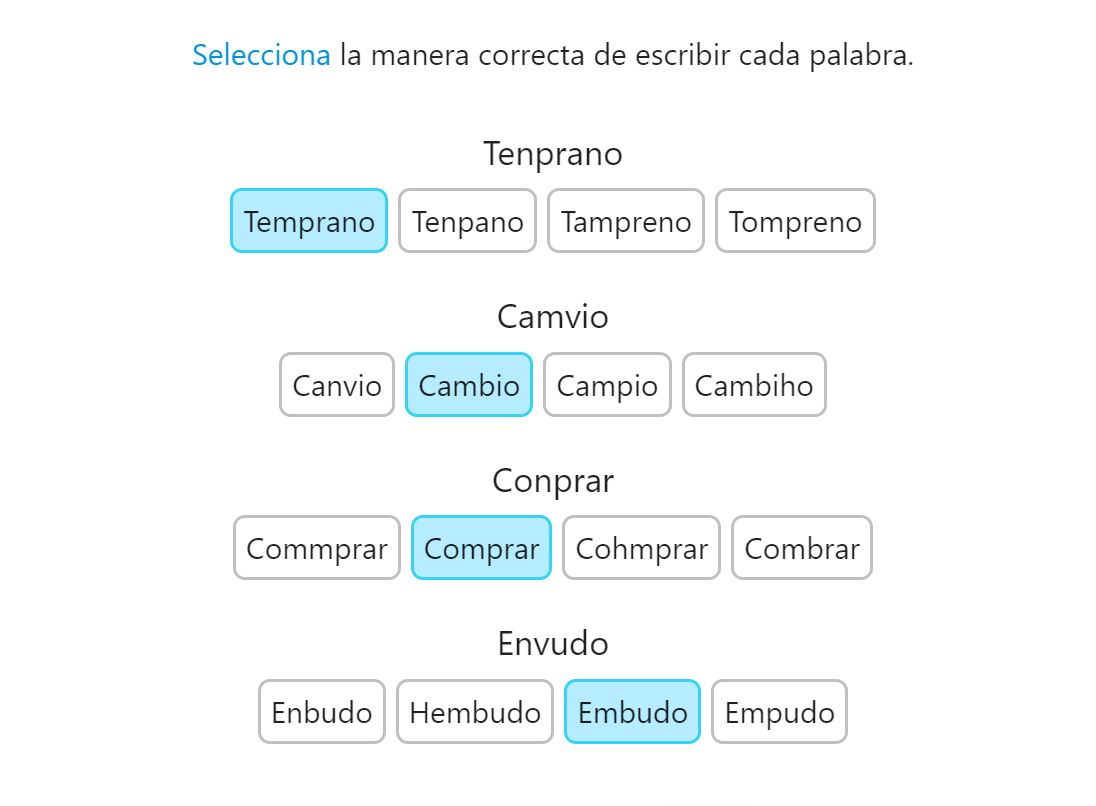 Selecciona la manera correcta de escribir cada palabra.
Tenprano
Temprano Tenpano Tampreno Tompreno
Camvio
Canvio Cambio Campio Cambiho
Conprar
Commprar Comprar Cohmprar Combrar
Envudo
Enbudo Hembudo Embudo Empudo